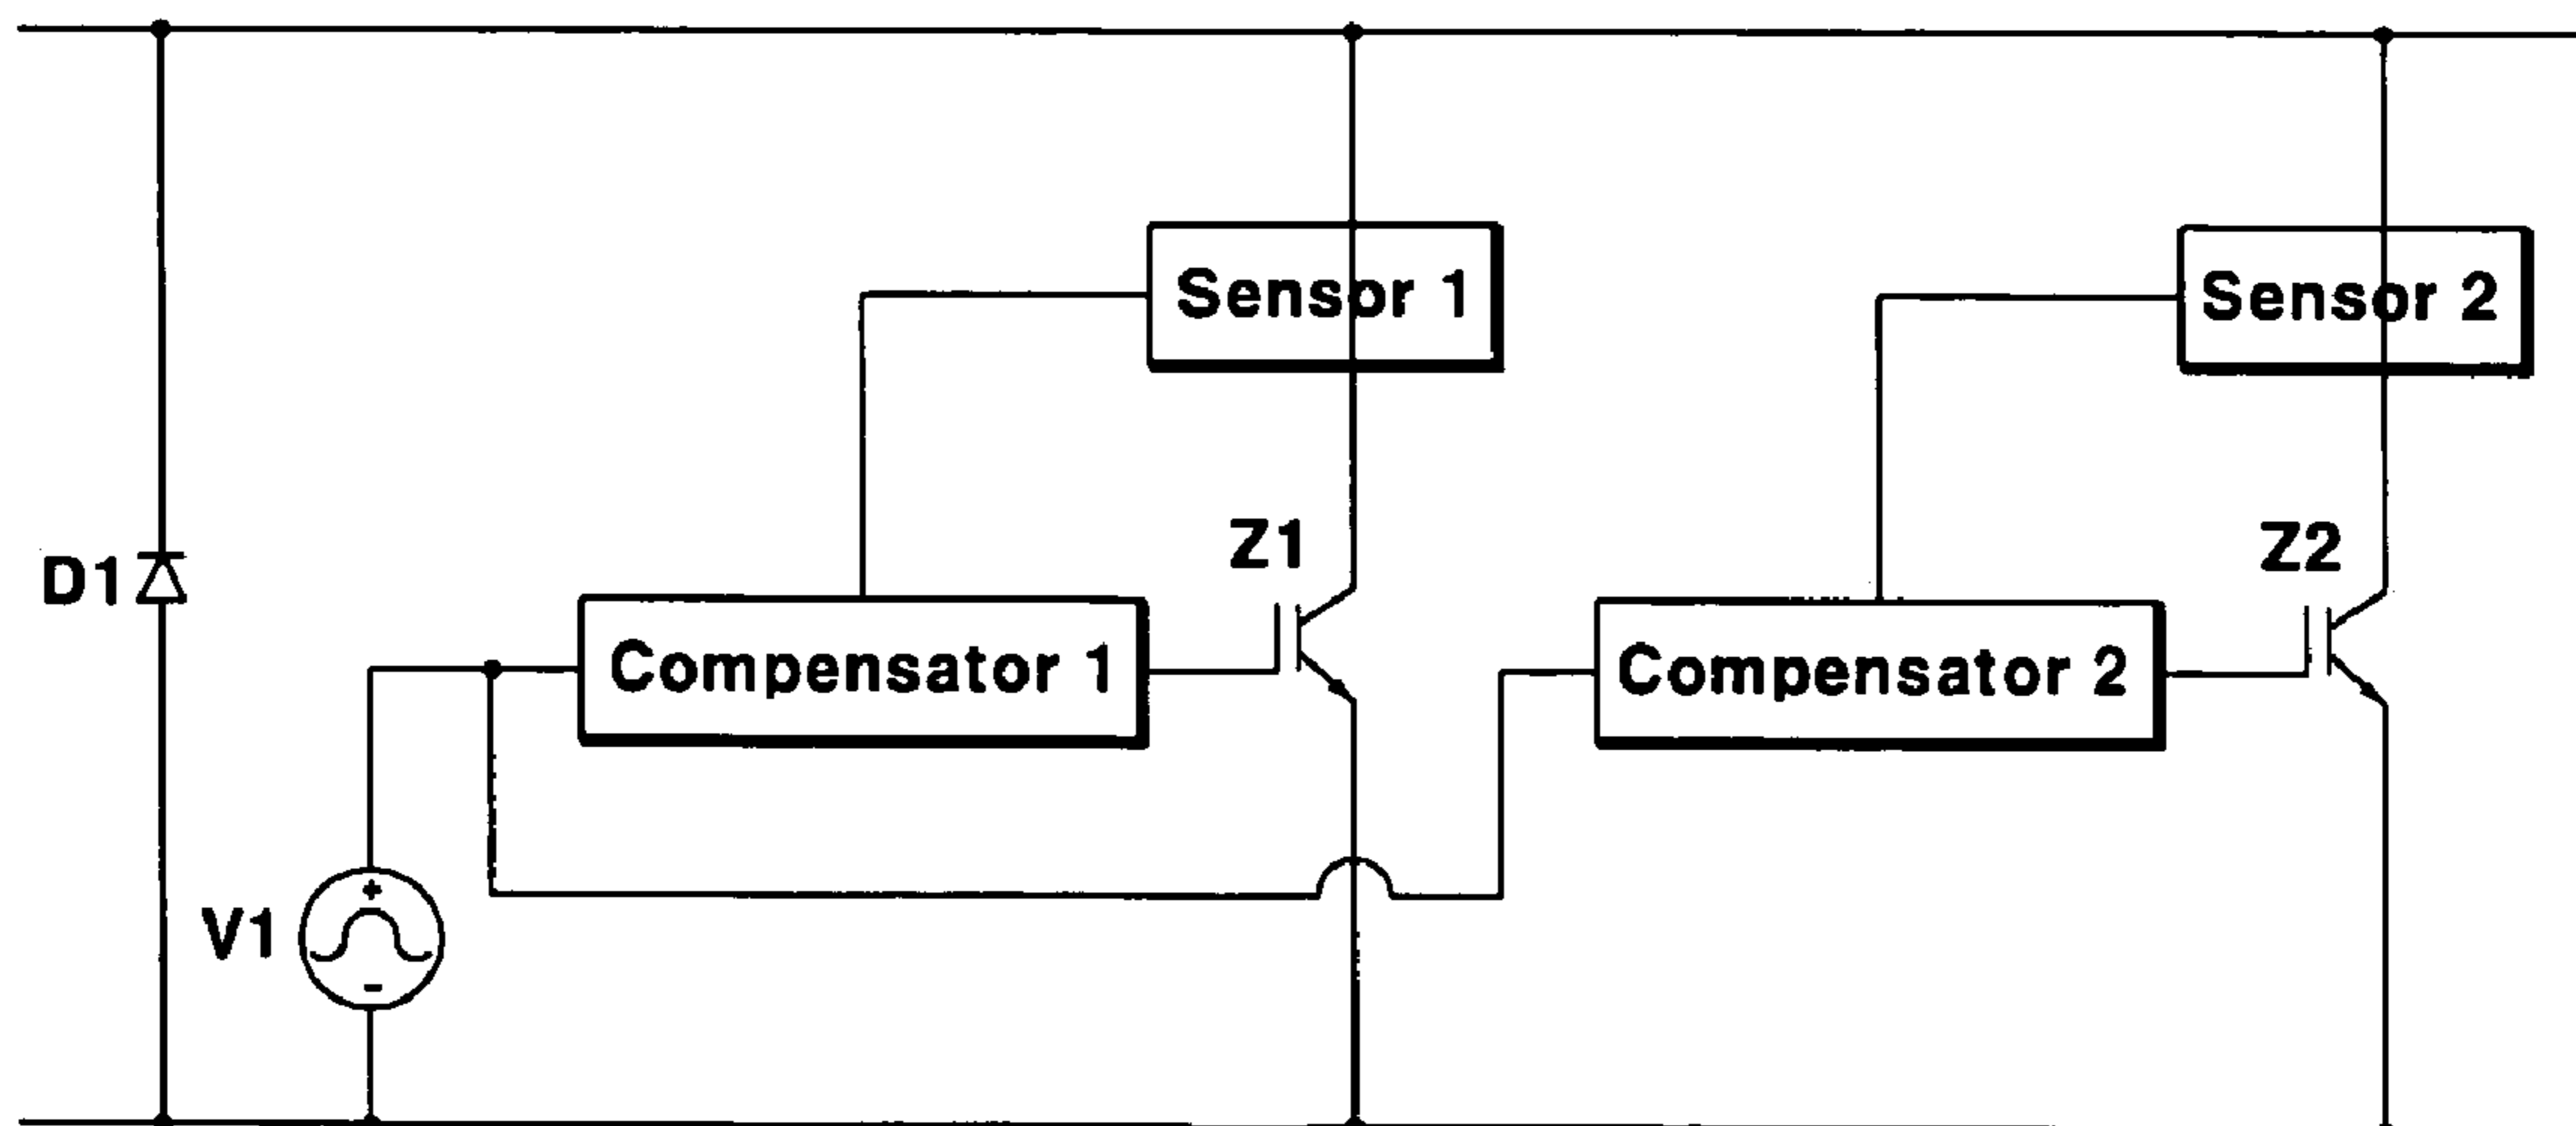 Sensor 1
Sensor 2
Z1
Z2
D1
Compensator 1
Compensator 2
V1
+
-